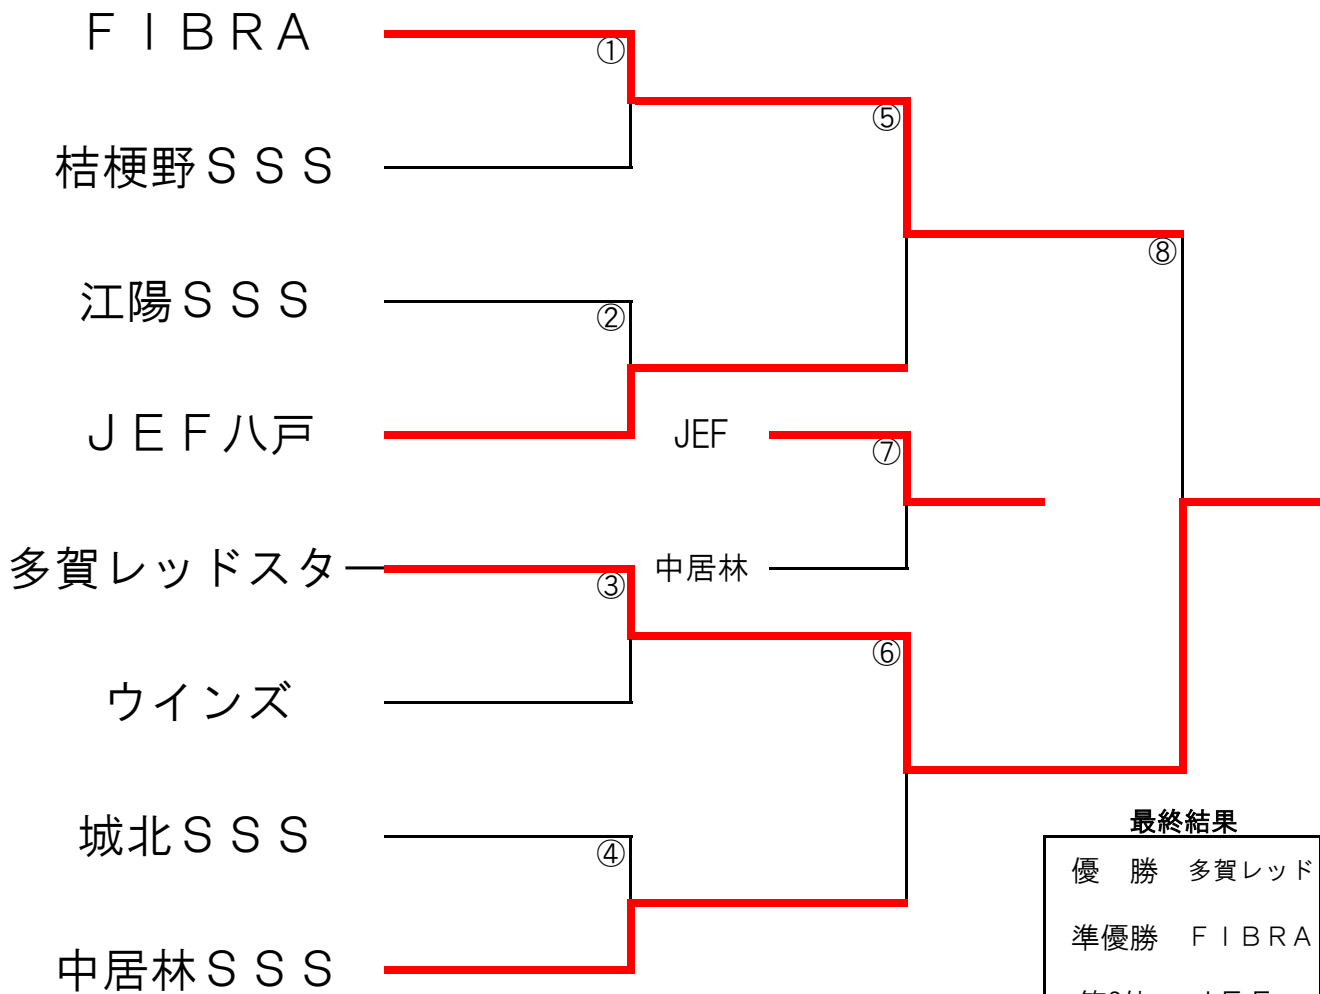 ＦＩＢＲＡ
①
⑤
桔梗野ＳＳＳ
⑧
江陽ＳＳＳ
②
ＪＥＦ八戸
JEF
⑦
多賀レッドスター
中居林
③
⑥
ウインズ
最終結果
城北ＳＳＳ
④
優　勝　多賀レッド
準優勝　ＦＩＢＲＡ
中居林ＳＳＳ